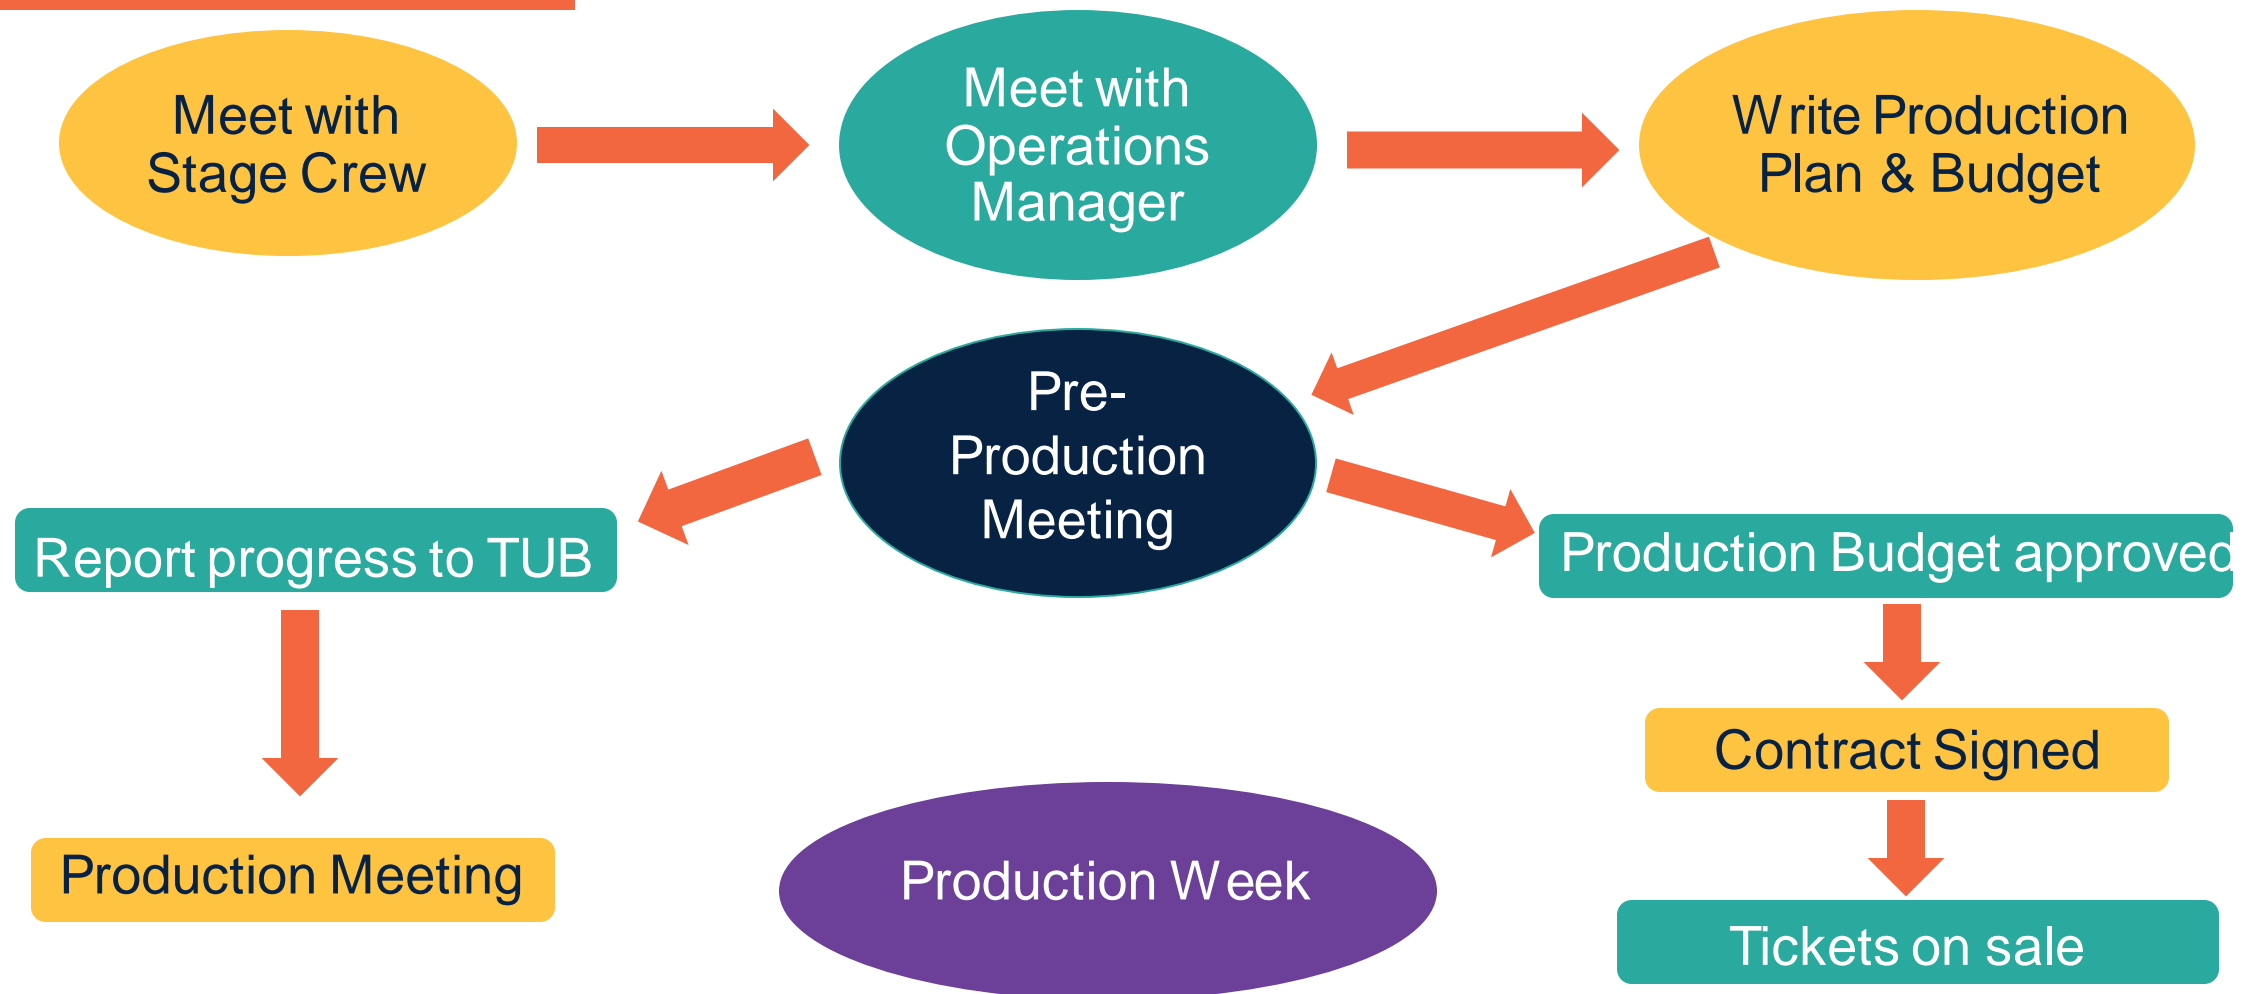 Meet with
Stage Crew
Meet with
Operations
Manager
Write Production
Plan & Budget
Pre-
Production
Meeting
Report progress to TUB
Production Budget approved
Contract Signed
Production Meeting
Production Week
Tickets on sale